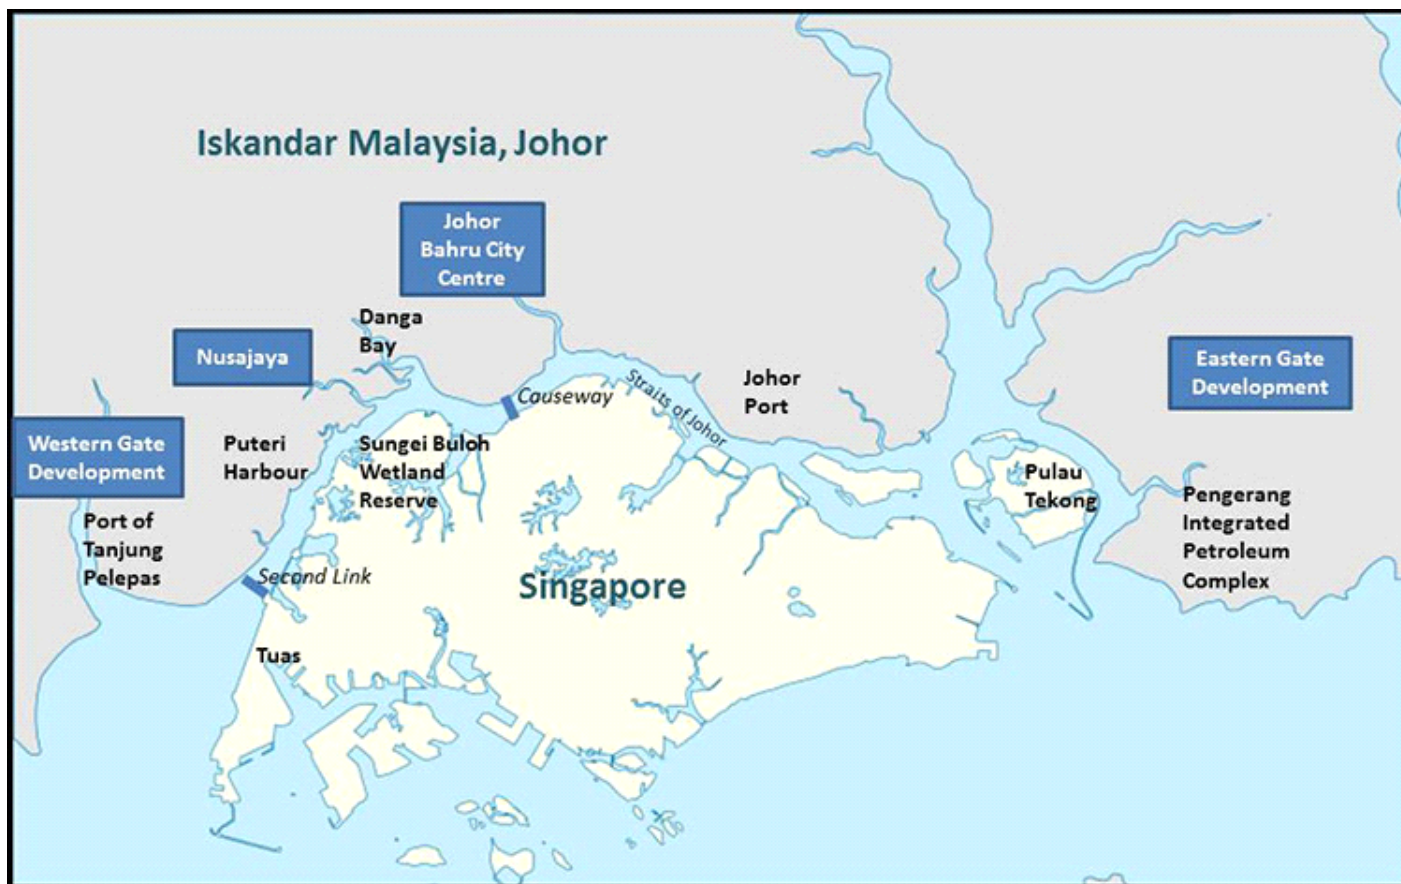 Iskandar Malaysia, Johor
Johor
Bahru City
Centre
Danga
Bay
Nusajaya
Eastern Gate
Development
Causeway
Straits of Johor
Johor
Port
Western Gate
Development
Puteri
Harbour
Sungei Buloh
Wetland
Reserve
Pulau
Tekong
Pengerang
Integrated
Petroleum
Complex
Port of
Tanjung
Pelepas
Second Link
Singapore
Tuas